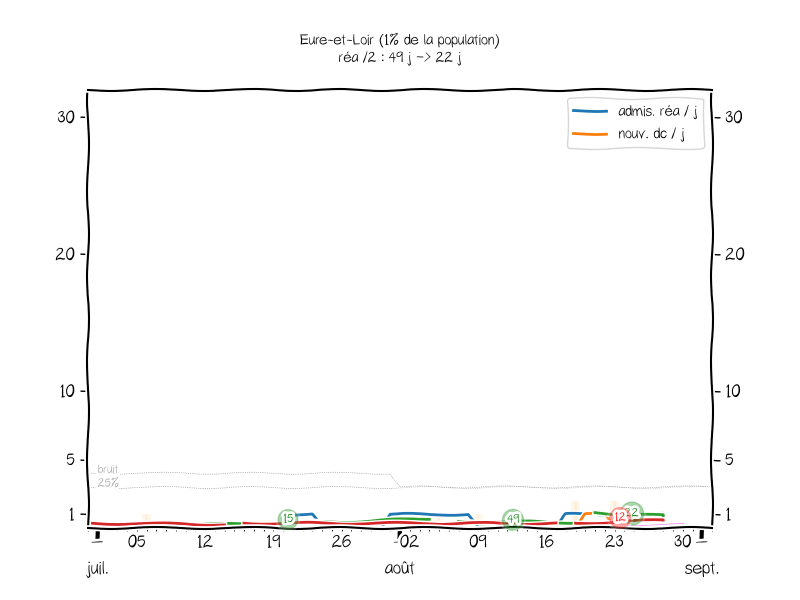 Eure-et-Loir (1% de la population)
réa /2 : 49 j -> 22 j
admis. réa / j
nouv. dc / j
30 30
20 20
10 10
5 5
bruit
25%
1 1
15 49 12 22
05 12 19 26 02 09 16 23 30
juil. août sept.